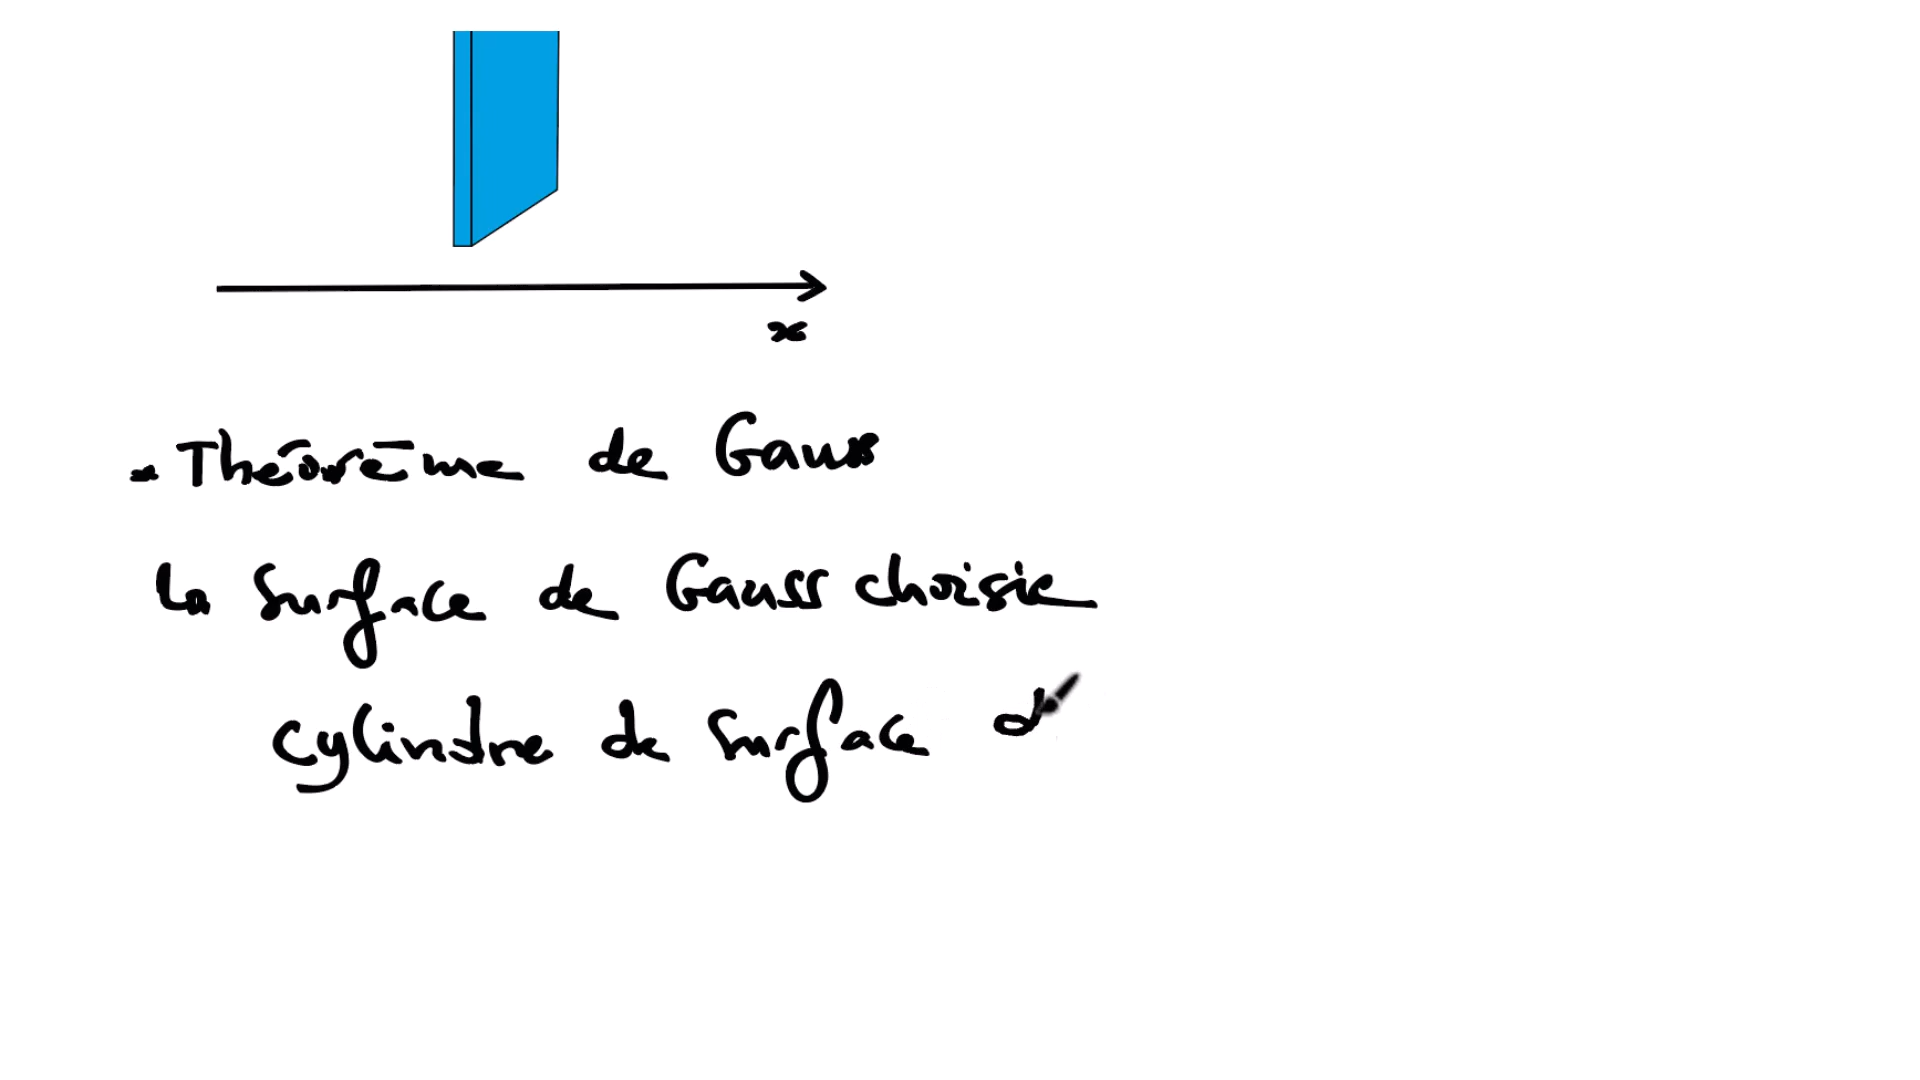 x
- Théorème de Gauss
la surface de Gauss choisie
cylindre de surface d